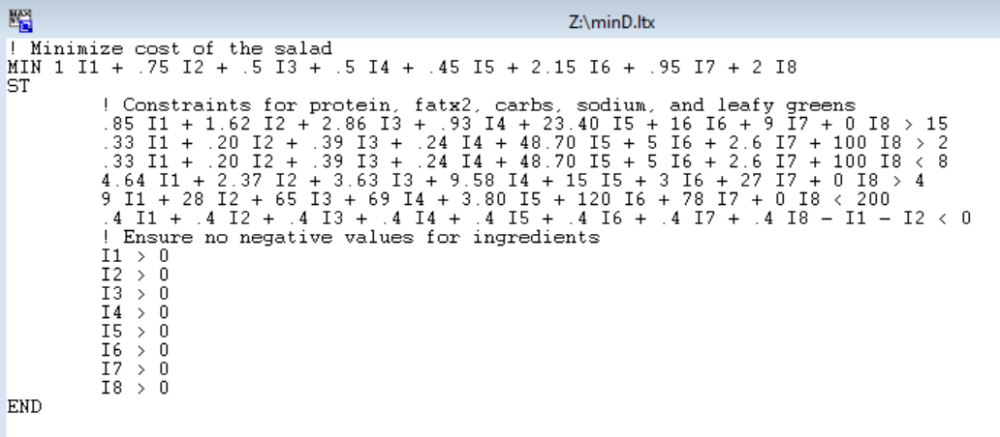 Z:\minD.ltx
! Minimize cost of the salad
MIN 1 I1 + .75 I2 + .5 I3 + .5 I4 + .45 I5 + 2.15 I6 + .95 I7 + 2 I8
ST
! Constraints for protein, fatx2, carbs, sodium, and leafy greens
.85 I1 + 1.62 I2 + 2.86 I3 + .93 I4 + 23.40 I5 + 16 I6 + 9 I7 + 0 I8 > 15
.33 I1 + .20 I2 + .39 I3 + .24 I4 + 48.70 I5 + 5 I6 + 2.6 I7 + 100 I8 > 2
.33 I1 + .20 I2 + .39 I3 + .24 I4 + 48.70 I5 + 5 I6 + 2.6 I7 + 100 I8 < 8
4.64 I1 + 2.37 I2 + 3.63 I3 + 9.58 I4 + 15 I5 + 3 I6 + 27 I7 + 0 I8 > 4
9 I1 + 28 I2 + 65 I3 + 69 I4 + 3.80 I5 + 120 I6 + 78 I7 + 0 I8 < 200
.4 I1 + .4 I2 + .4 I3 + .4 I4 + .4 I5 + .4 I6 + .4 I7 + .4 I8 - I1 - I2 < 0
! Ensure no negative values for ingredients
I1 > 0
I2 > 0
I3 > 0
I4 > 0
I5 > 0
I6 > 0
I7 > 0
I8 > 0
END